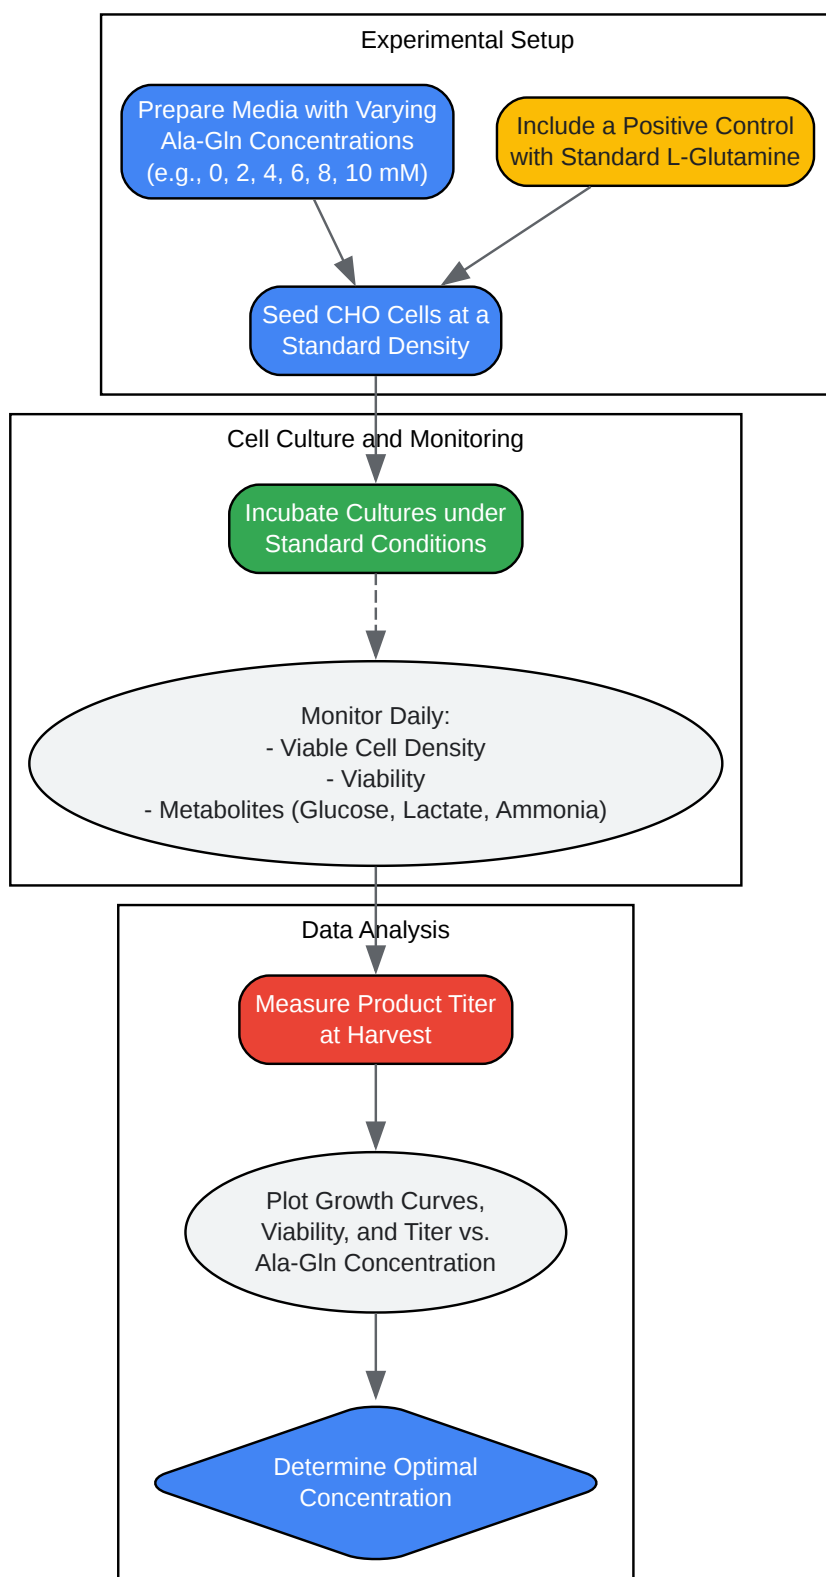 Experimental Setup
Prepare Media with Varying
Ala-Gln Concentrations
(e.g., 0, 2, 4, 6, 8, 10 mM)
Include a Positive Control
with Standard L-Glutamine
Seed CHO Cells at a
Standard Density
Cell Culture and Monitoring
Incubate Cultures under
Standard Conditions
Monitor Daily:
- Viable Cell Density
- Viability
- Metabolites (Glucose, Lactate, Ammonia)
Data Analysis
Measure Product Titer
at Harvest
Plot Growth Curves,
Viability, and Titer vs.
Ala-Gln Concentration
Determine Optimal
Concentration